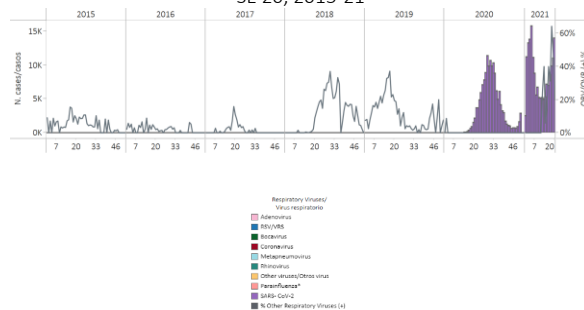 SE 20, 2015-21
2015 2016 2017 2018 2019 2020 2021
15K
10K
5K
0K
N. cases/casos
60%
40%
20%
0%
7 20 33 46 7 20 33 46 7 20 33 46 7 20 33 46 7 20 33 46 7 20 33 46 7 20
Respiratory Viruses/
Virus respiratorio
Adenovirus
RSV/VRS
Bocavirus
Coronavirus
Metapneumovirus
Rhinovirus
Other viruses/Otros virus
Parainfluenza*
SARS- CoV-2
% Other Respiratory Viruses (+)